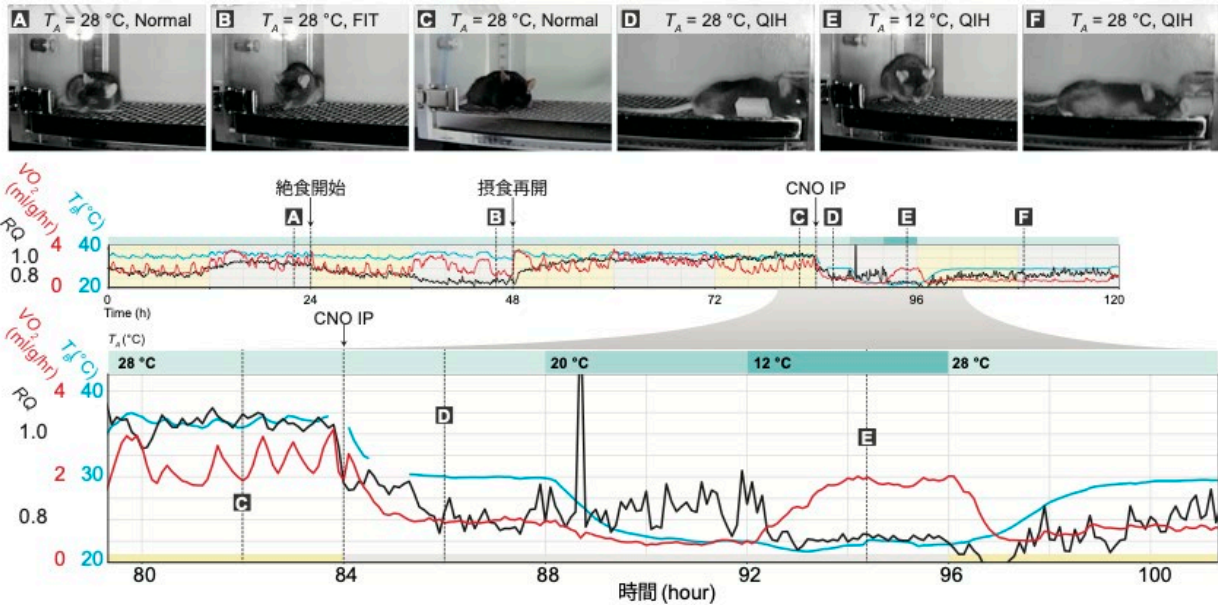 A T_A = 28 °C, Normal
B T_A = 28 °C, FIT
C T_A = 28 °C, Normal
D T_A = 28 °C, QIH
E T_A = 12 °C, QIH
F T_A = 28 °C, QIH
絶食開始
摂食再開
CNO IP
A
B
C
D
E
F
VO₂
(ml/g/hr)
T_B (°C)
RQ
4
40
1.0
0.8
0
20
0
24
48
72
96
120
Time (h)
CNO IP
VO₂
(ml/g/hr)
T_B (°C)
RQ
T_A (°C)
28 °C
20 °C
12 °C
28 °C
4
40
1.0
2
30
0.8
0
20
C
D
E
80
84
88
92
96
100
時間 (hour)